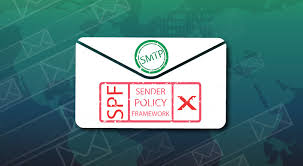 SMTP
SPF
SENDER
POLICY
FRAMEWORK
X